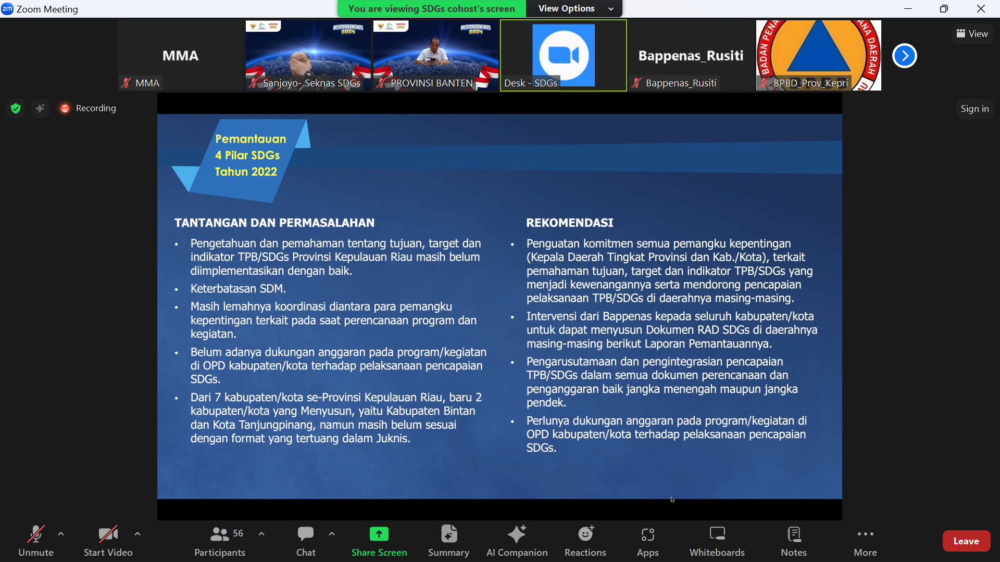 Zoom Meeting
You are viewing SDGs cohost's screen
View Options
MMA
MMA
MUSRENBANGNAS
2024
Sanjoyo- Seknas SDGs
MUSRENBANGNAS
2024
PROVINSI BANTEN
Desk - SDGs
Bappenas_Rusiti
Bappenas_Rusiti
BPBD_Prov_Kepri
View
Recording
Sign in
Pemantauan
4 Pilar SDGs
Tahun 2022
TANTANGAN DAN PERMASALAHAN
• Pengetahuan dan pemahaman tentang tujuan, target dan
indikator TPB/SDGs Provinsi Kepulauan Riau masih belum
diimplementasikan dengan baik.
• Keterbatasan SDM.
• Masih lemahnya koordinasi diantara para pemangku
kepentingan terkait pada saat perencanaan program dan
kegiatan.
• Belum adanya dukungan anggaran pada program/kegiatan
di OPD kabupaten/kota terhadap pelaksanaan pencapaian
SDGs.
• Dari 7 kabupaten/kota se-Provinsi Kepulauan Riau, baru 2
kabupaten/kota yang Menyusun, yaitu Kabupaten Bintan
dan Kota Tanjungpinang, namun masih belum sesuai
dengan format yang tertuang dalam Juknis.
REKOMENDASI
• Penguatan komitmen semua pemangku kepentingan
(Kepala Daerah Tingkat Provinsi dan Kab./Kota), terkait
pemahaman tujuan, target dan indikator TPB/SDGs yang
menjadi kewenangannya serta mendorong pencapaian
pelaksanaan TPB/SDGs di daerahnya masing-masing.
• Intervensi dari Bappenas kepada seluruh kabupaten/kota
untuk dapat menyusun Dokumen RAD SDGs di daerahnya
masing-masing berikut Laporan Pemantauannya.
• Pengarusutamaan dan pengintegrasian pencapaian
TPB/SDGs dalam semua dokumen perencanaan dan
penganggaran baik jangka menengah maupun jangka
pendek.
• Perlunya dukungan anggaran pada program/kegiatan di
OPD kabupaten/kota terhadap pelaksanaan pencapaian
SDGs.
Unmute
Start Video
56
Participants
Chat
Share Screen
Summary
AI Companion
Reactions
Apps
Whiteboards
Notes
More
Leave